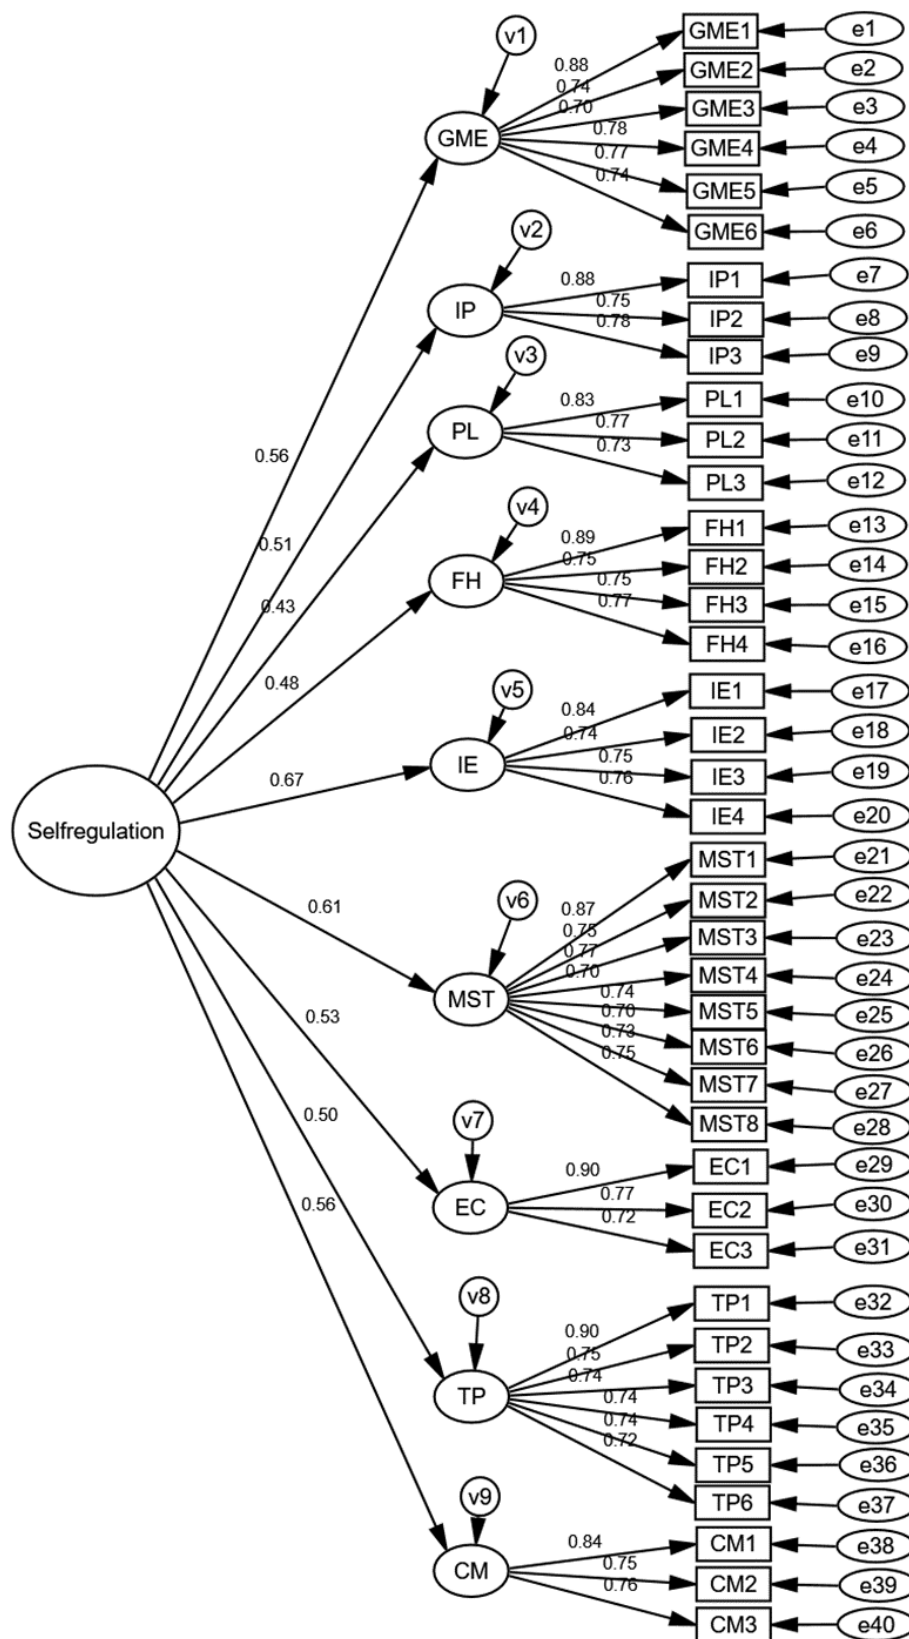 v1
GME
0.88
0.74
0.70
0.78
0.77
0.74
GME1
e1
GME2
e2
GME3
e3
GME4
e4
GME5
e5
GME6
e6
v2
IP
0.88
0.75
0.78
IP1
e7
IP2
e8
IP3
e9
v3
PL
0.83
0.77
0.73
PL1
e10
PL2
e11
PL3
e12
v4
FH
0.89
0.75
0.75
0.77
FH1
e13
FH2
e14
FH3
e15
FH4
e16
v5
IE
0.84
0.74
0.75
0.76
IE1
e17
IE2
e18
IE3
e19
IE4
e20
Selfregulation
0.56
0.51
0.43
0.48
0.67
0.61
0.53
0.50
0.56
v6
MST
0.87
0.75
0.77
0.70
0.74
0.70
0.73
0.75
MST1
e21
MST2
e22
MST3
e23
MST4
e24
MST5
e25
MST6
e26
MST7
e27
MST8
e28
v7
EC
0.90
0.77
0.72
EC1
e29
EC2
e30
EC3
e31
v8
TP
0.90
0.75
0.74
0.74
0.74
0.72
TP1
e32
TP2
e33
TP3
e34
TP4
e35
TP5
e36
TP6
e37
v9
CM
0.84
0.75
0.76
CM1
e38
CM2
e39
CM3
e40